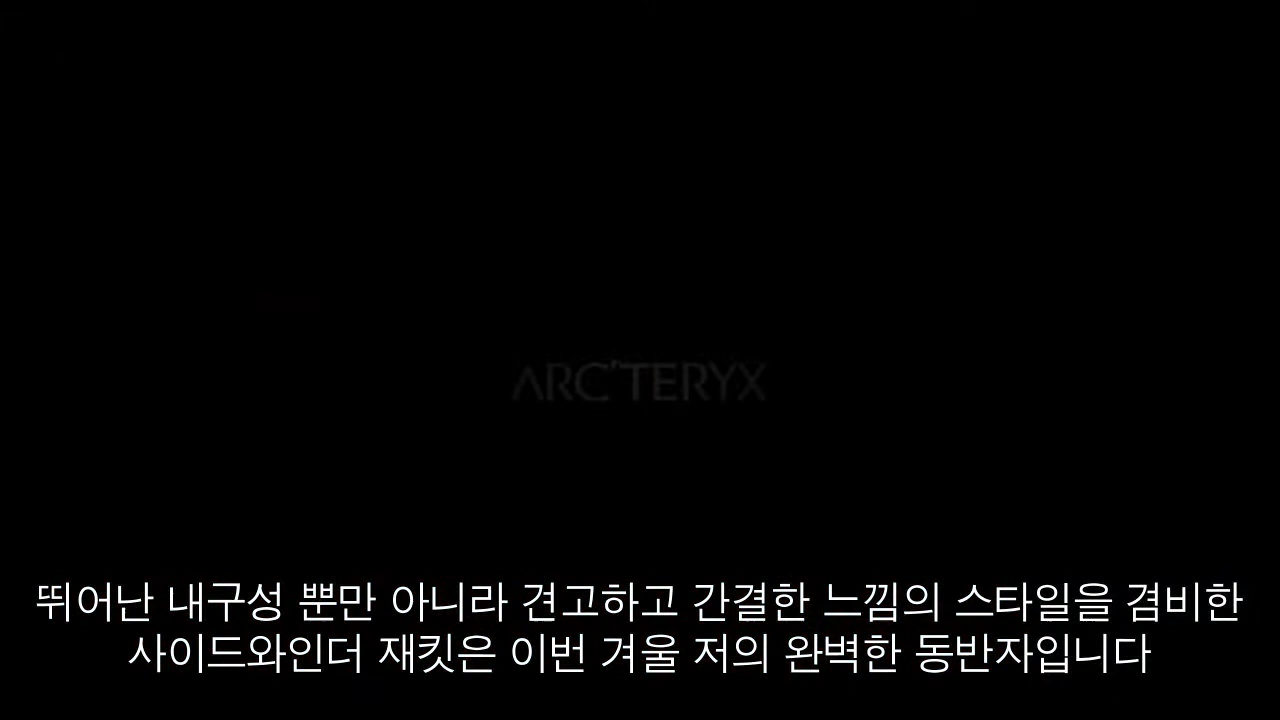 ARC'TERYX
뛰어난 내구성 뿐만 아니라 견고하고 간결한 느낌의 스타일을 겸비한
사이드와인더 재킷은 이번 겨울 저의 완벽한 동반자입니다